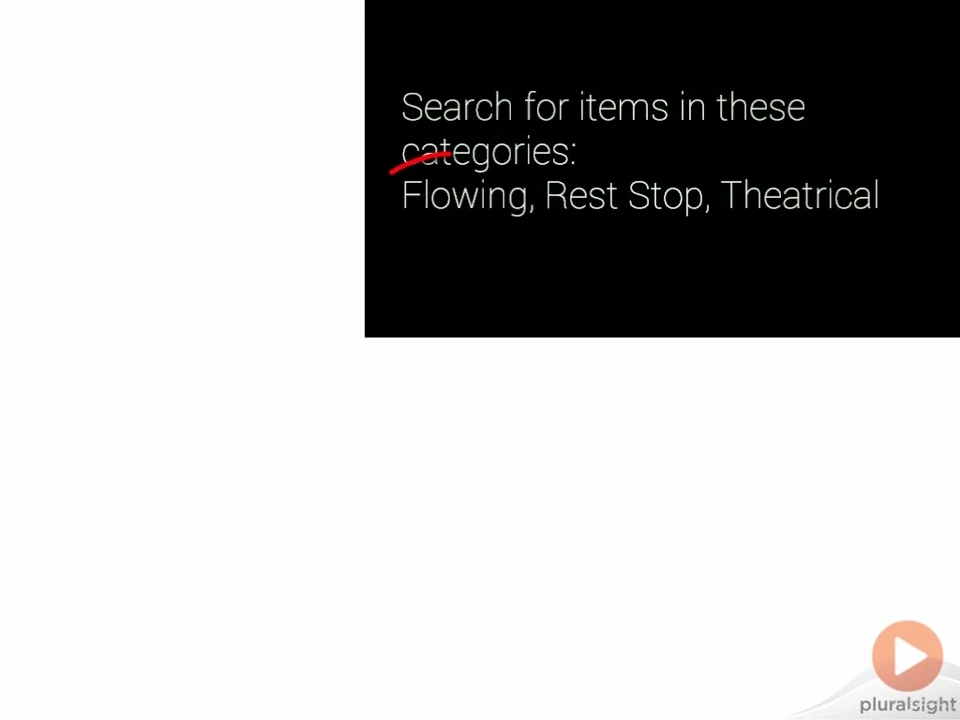 Search for items in these
categories:
Flowing, Rest Stop, Theatrical
pluralsight